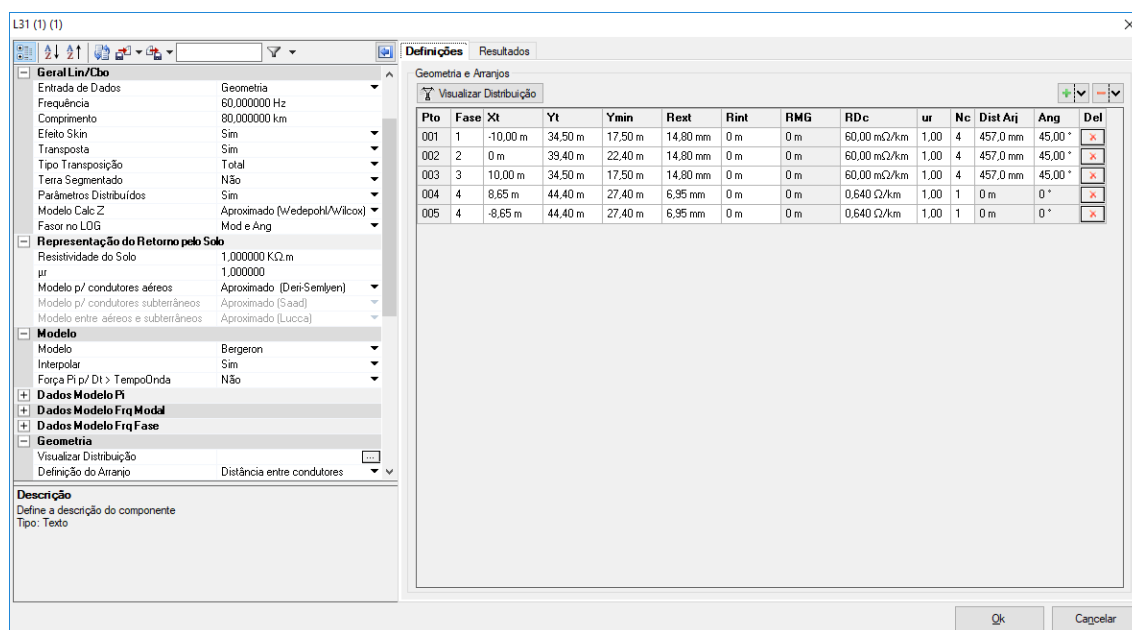 L31 (1) (1)
Geral Lin/Cbo
Entrada de Dados Geometria
Frequência 60,000000 Hz
Comprimento 80,000000 km
Efeito Skin Sim
Transposta Sim
Tipo Transposição Total
Terra Segmentado Não
Parâmetros Distribuídos Sim
Modelo Calc Z Aproximado (Wedepohl/Wilcox)
Fasor no LOG Mod e Ang
Representação do Retorno pelo Solo
Resistividade do Solo 1,000000 KΩ.m
µr 1,000000
Modelo p/ condutores aéreos Aproximado (Deri-Semlyen)
Modelo p/ condutores subterrâneos Aproximado (Saad)
Modelo entre aéreos e subterrâneos Aproximado (Lucca)
Modelo
Modelo Bergeron
Interpolar Sim
Força Pi p/ Dt > TempoOnda Não
Dados Modelo Pi
Dados Modelo Frq Modal
Dados Modelo Frq Fase
Geometria
Visualizar Distribuição ...
Definição do Arranjo Distância entre condutores
Descrição
Define a descrição do componente
Tipo: Texto
Definições Resultados
Geometria e Arranjos
Visualizar Distribuição
Pto Fase Xt Yt Ymin Rext Rint RMG RDc ur Nc Dist Arj Ang Del
001 1 -10,00 m 34,50 m 17,50 m 14,80 mm 0 m 0 m 60,00 mΩ/km 1,00 4 457,0 mm 45,00 °
002 2 0 m 39,40 m 22,40 m 14,80 mm 0 m 0 m 60,00 mΩ/km 1,00 4 457,0 mm 45,00 °
003 3 10,00 m 34,50 m 17,50 m 14,80 mm 0 m 0 m 60,00 mΩ/km 1,00 4 457,0 mm 45,00 °
004 4 8,65 m 44,40 m 27,40 m 6,95 mm 0 m 0 m 0,640 Ω/km 1,00 1 0 m 0 °
005 4 -8,65 m 44,40 m 27,40 m 6,95 mm 0 m 0 m 0,640 Ω/km 1,00 1 0 m 0 °
Ok Cancelar